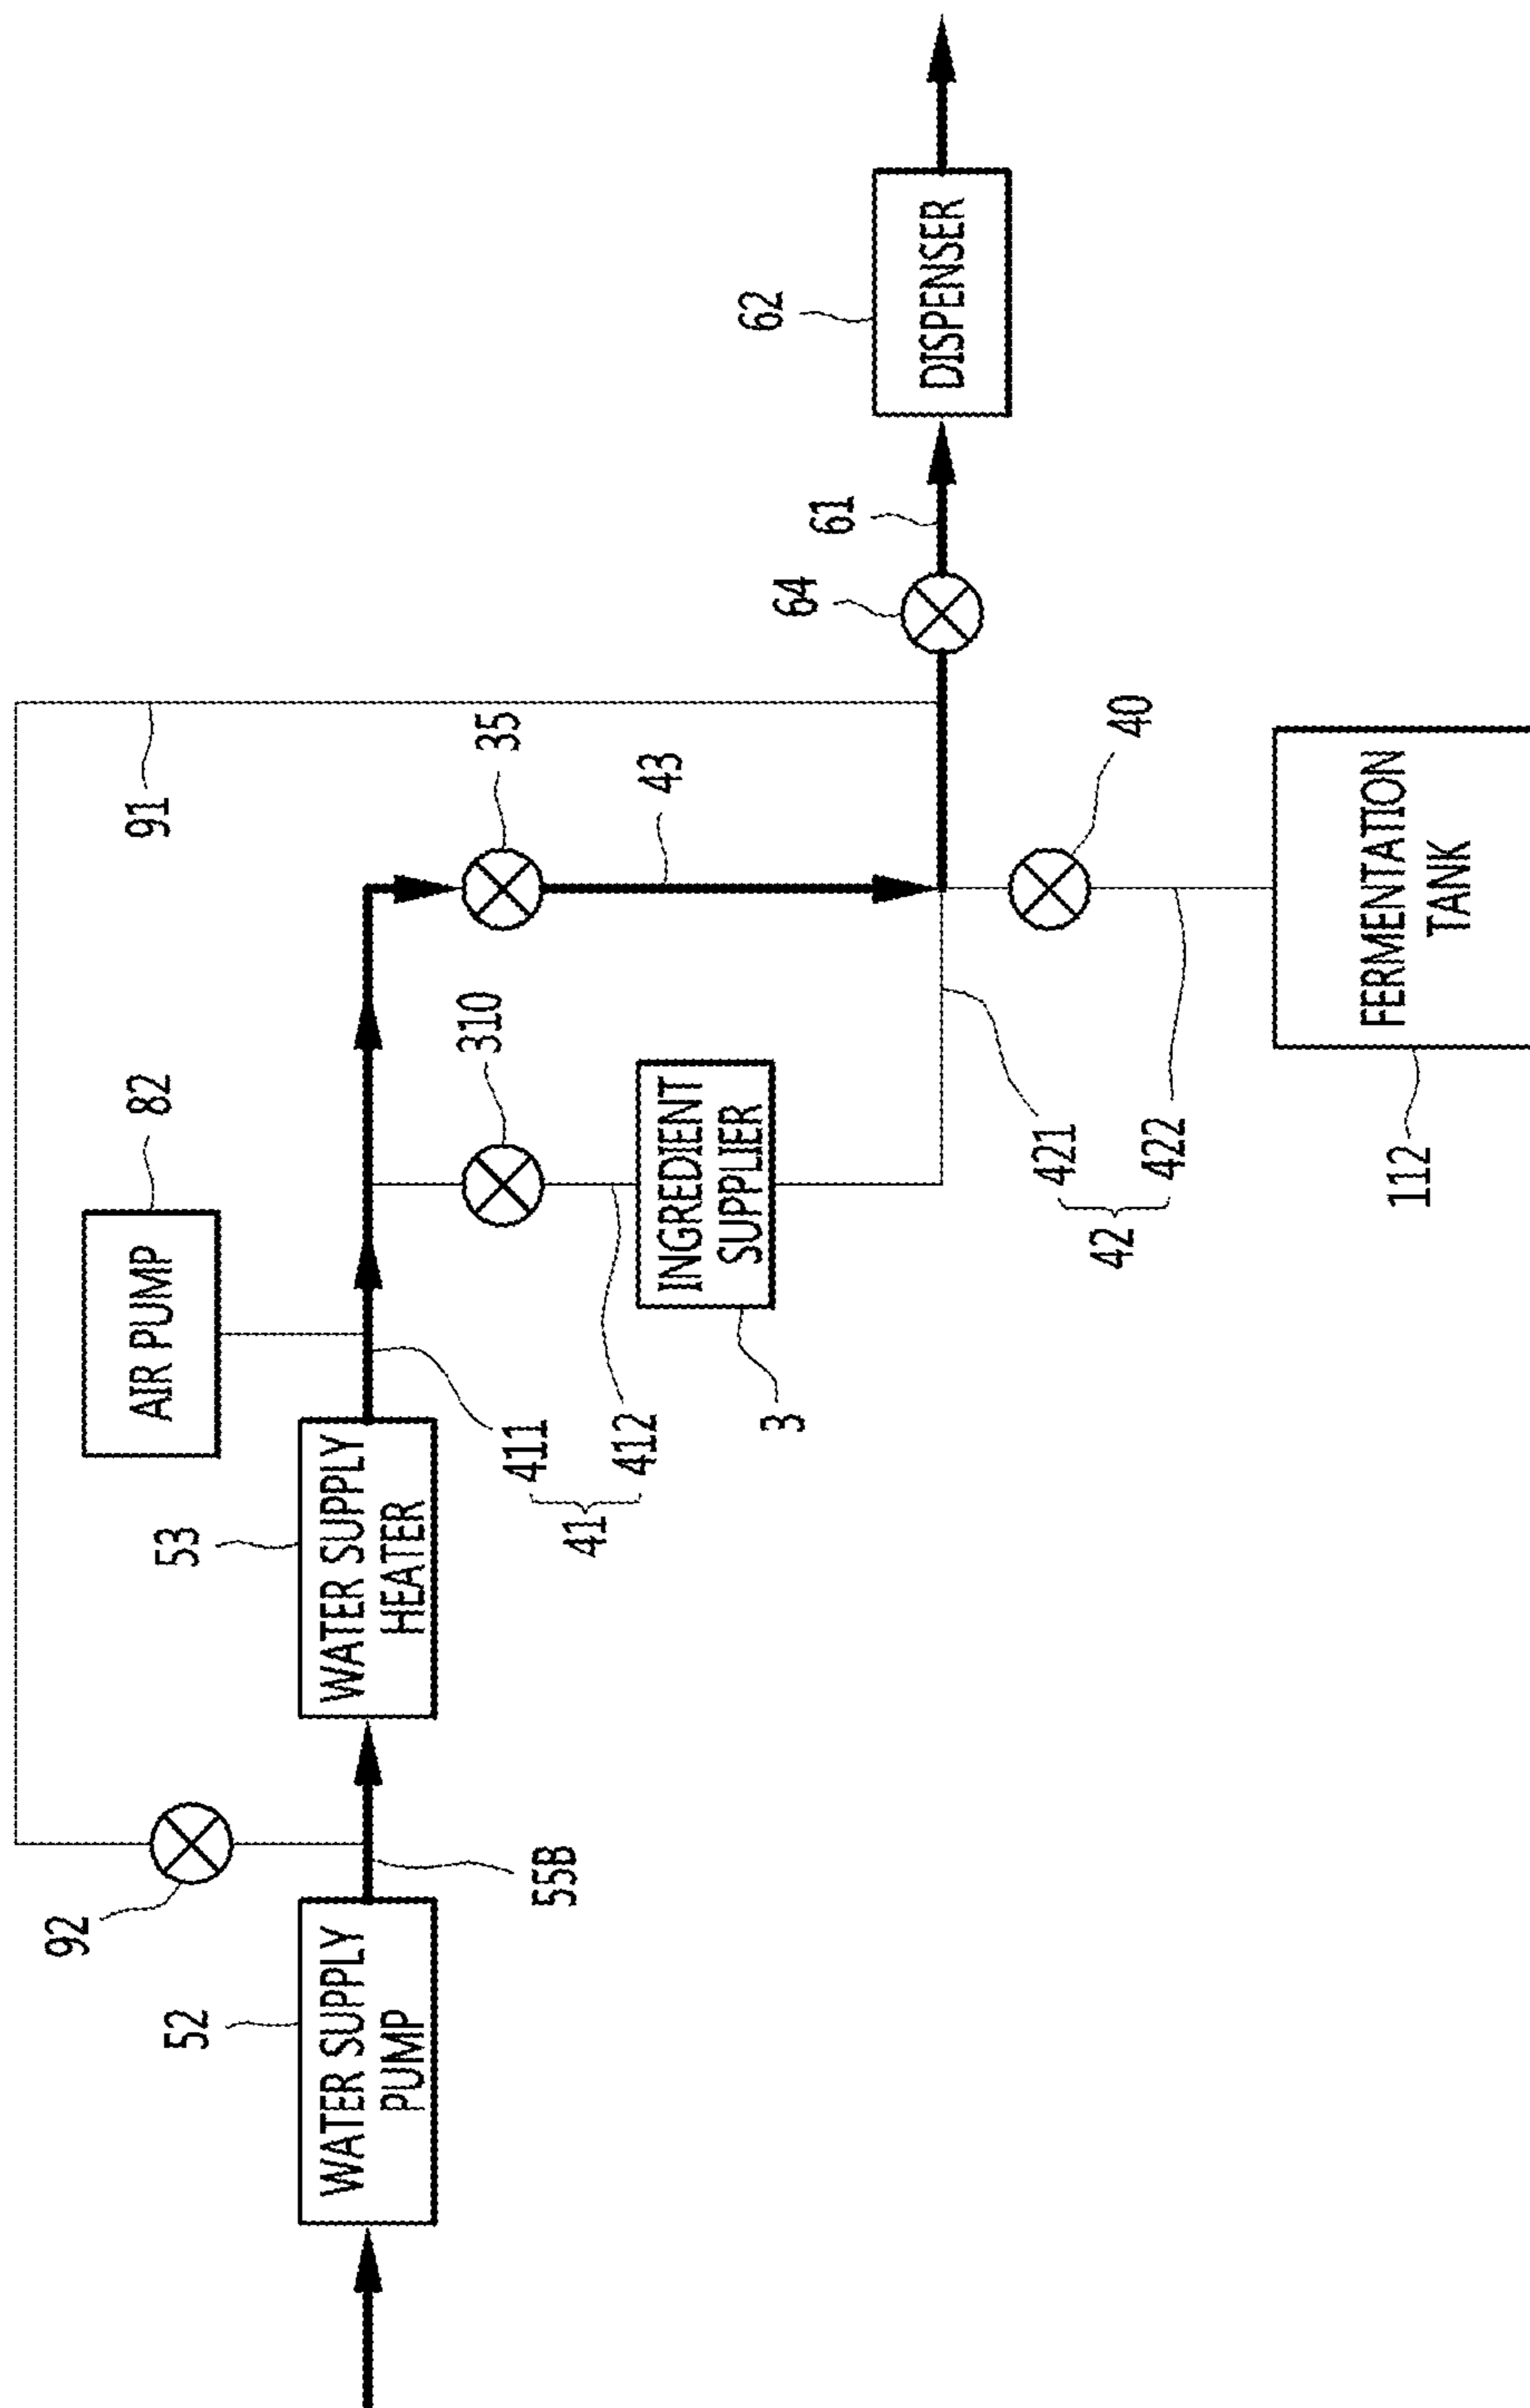 91
92
AIR PUMP
82
52
WATER SUPPLY
PUMP
55B
53
WATER SUPPLY
HEATER
411
412
41
310
35
INGREDIENT
SUPPLIER
3
43
64
61
62
DISPENSER
421
422
42
40
FERMENTATION
TANK
112